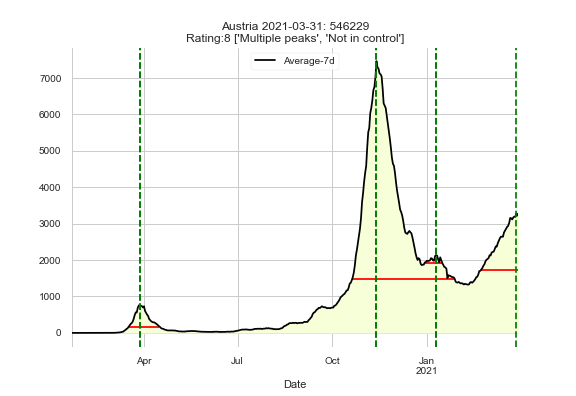 Austria 2021-03-31: 546229
Rating:8 ['Multiple peaks', 'Not in control']
Average-7d
7000
6000
5000
4000
3000
2000
1000
0
Apr
Jul
Oct
Jan
2021
Date